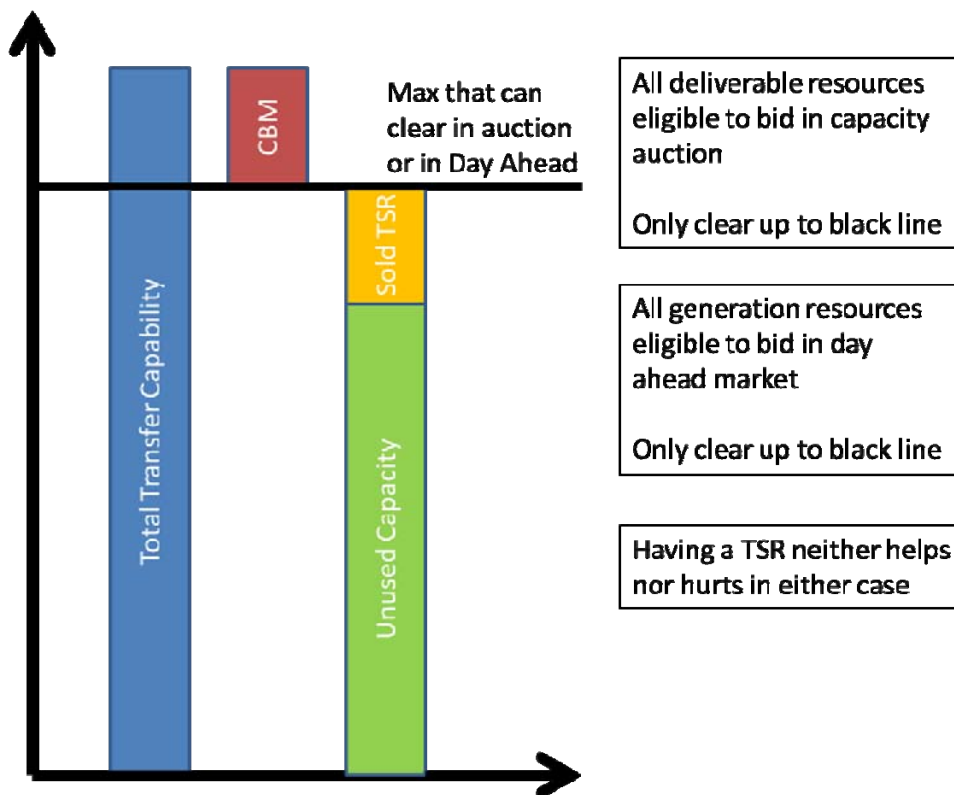 Total Transfer Capability
CBM
Max that can
clear in auction
or in Day Ahead
Sold TSR
Unused Capacity
All deliverable resources
eligible to bid in capacity
auction
Only clear up to black line
All generation resources
eligible to bid in day
ahead market
Only clear up to black line
Having a TSR neither helps
nor hurts in either case